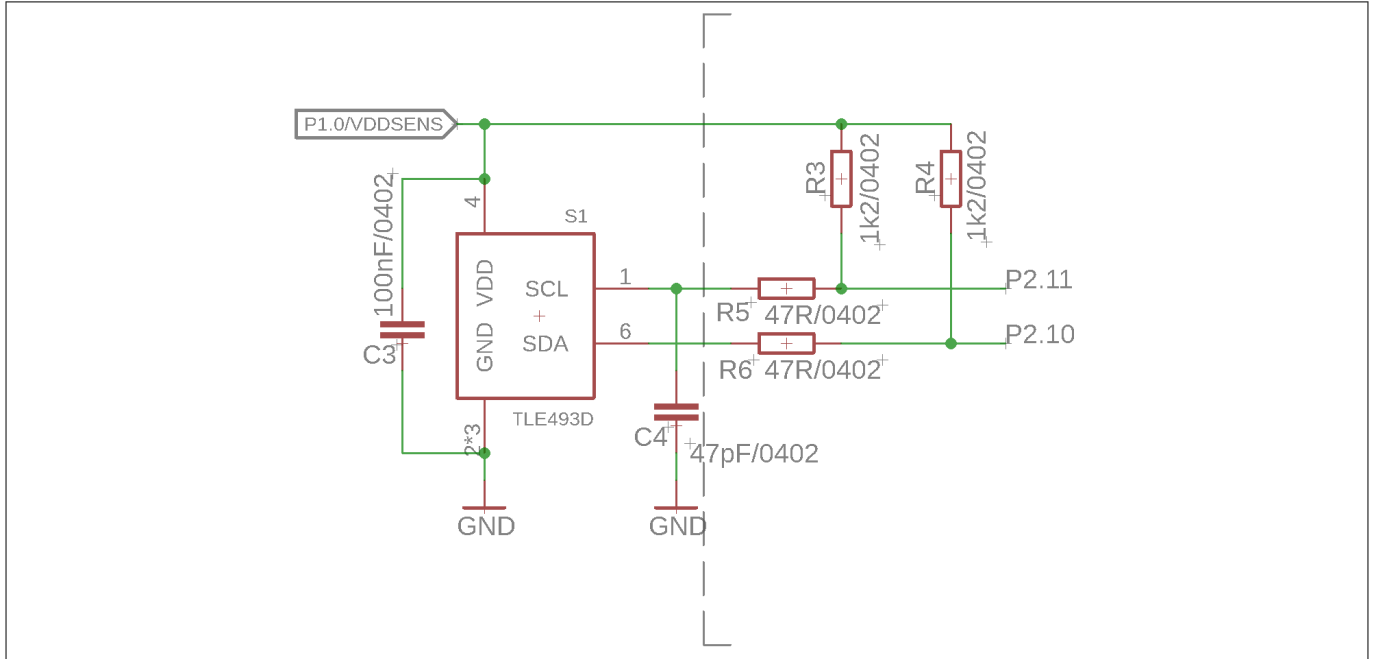 P1.0/VDDSENS
100nF/0402
C3
4
S1
VDD
GND
SCL
SDA
1
6
2*3
TLE493D
GND
C4
47pF/0402
GND
R3
1k2/0402
R4
1k2/0402
R5
47R/0402
R6
47R/0402
P2.11
P2.10